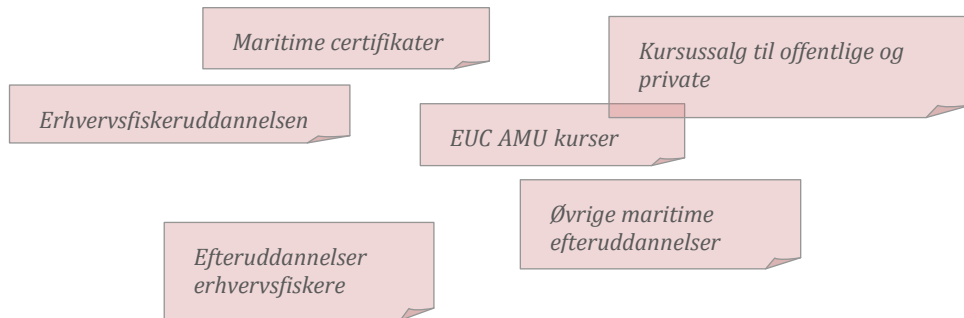 Maritime certifikater
Kursussalg til offentlige og
private
Erhvervsfiskeruddannelsen
EUC AMU kurser
Øvrige maritime
efteruddannelser
Efteruddannelser
erhvervsfiskere